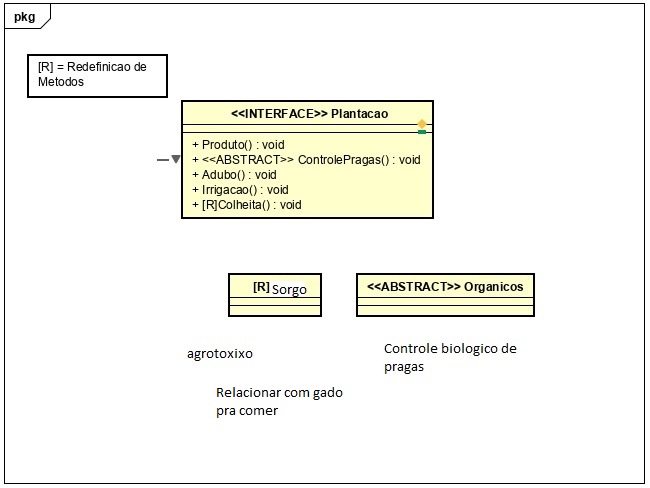 pkg
[R] = Redefinicao de
Metodos
<<INTERFACE>> Plantacao
+ Produto() : void
+ <<ABSTRACT>> ControlePragas() : void
+ Adubo() : void
+ Irrigacao() : void
+ [R]Colheita() : void
[R] Sorgo
<<ABSTRACT>> Organicos
agrotoxixo
Controle biologico de
pragas
Relacionar com gado
pra comer